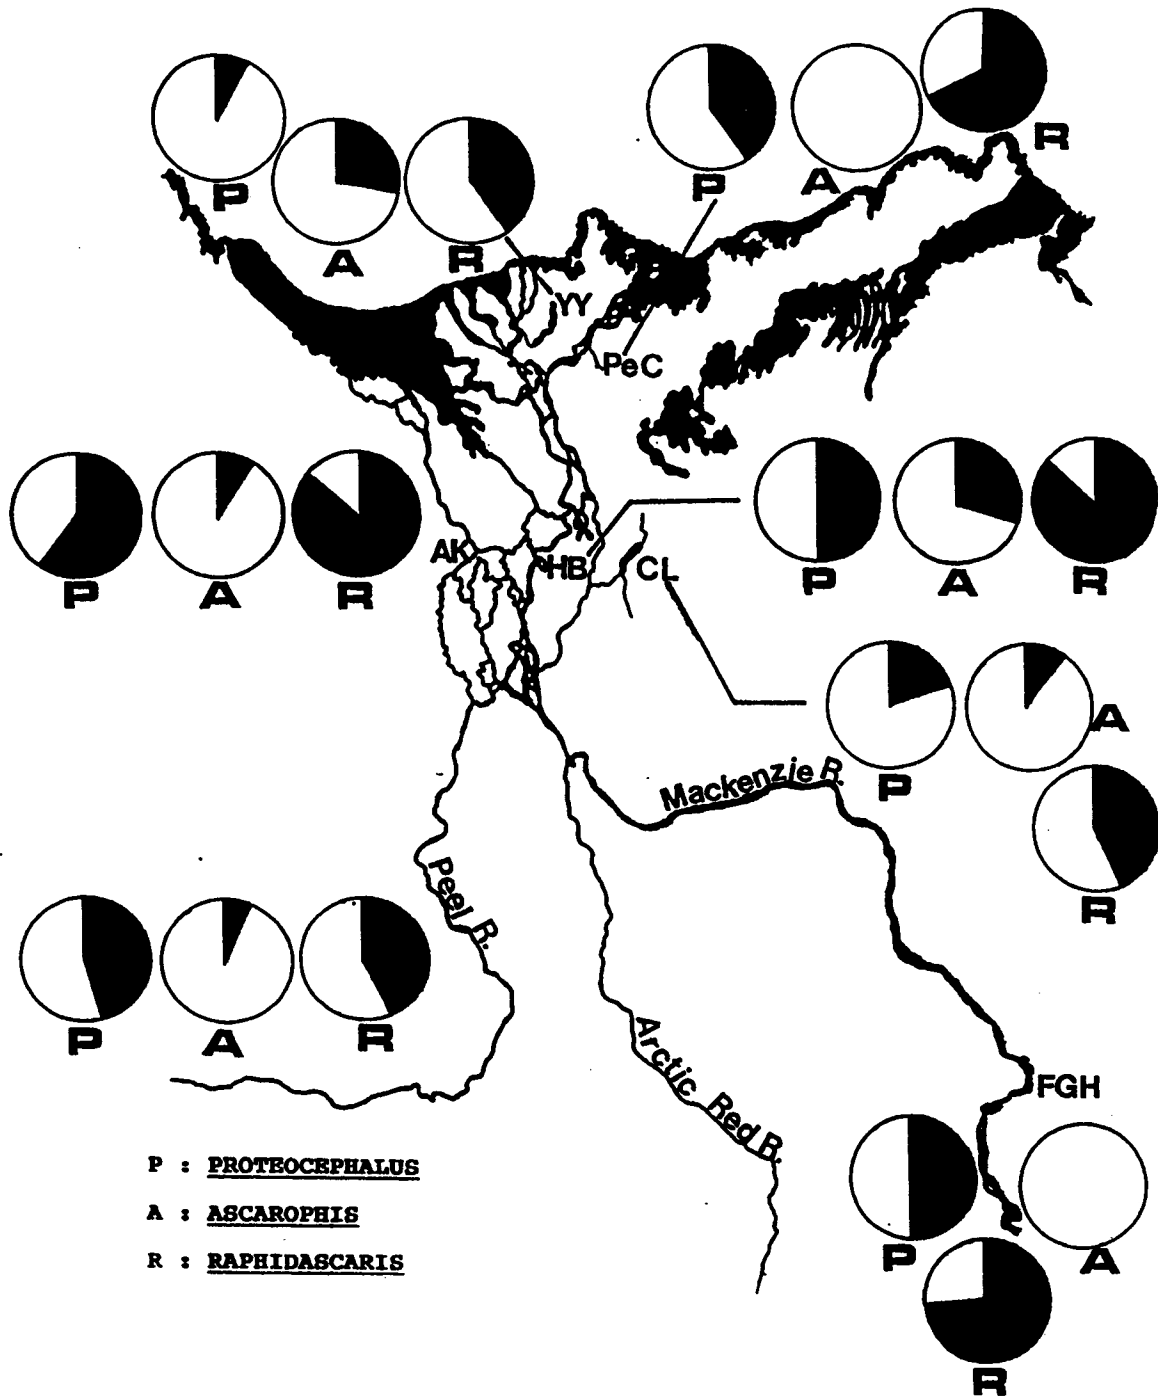 P
A
R
P
A
R
YY
PeC
P
A
R
AK
HB
CL
P
A
R
P
A
R
Mackenzie R.
Peel R.
P
A
R
Arctic Red R.
FGH
P
A
R
P : PROTEOCEPHALUS
A : ASCAROPHIS
R : RAPHIDASCARIS